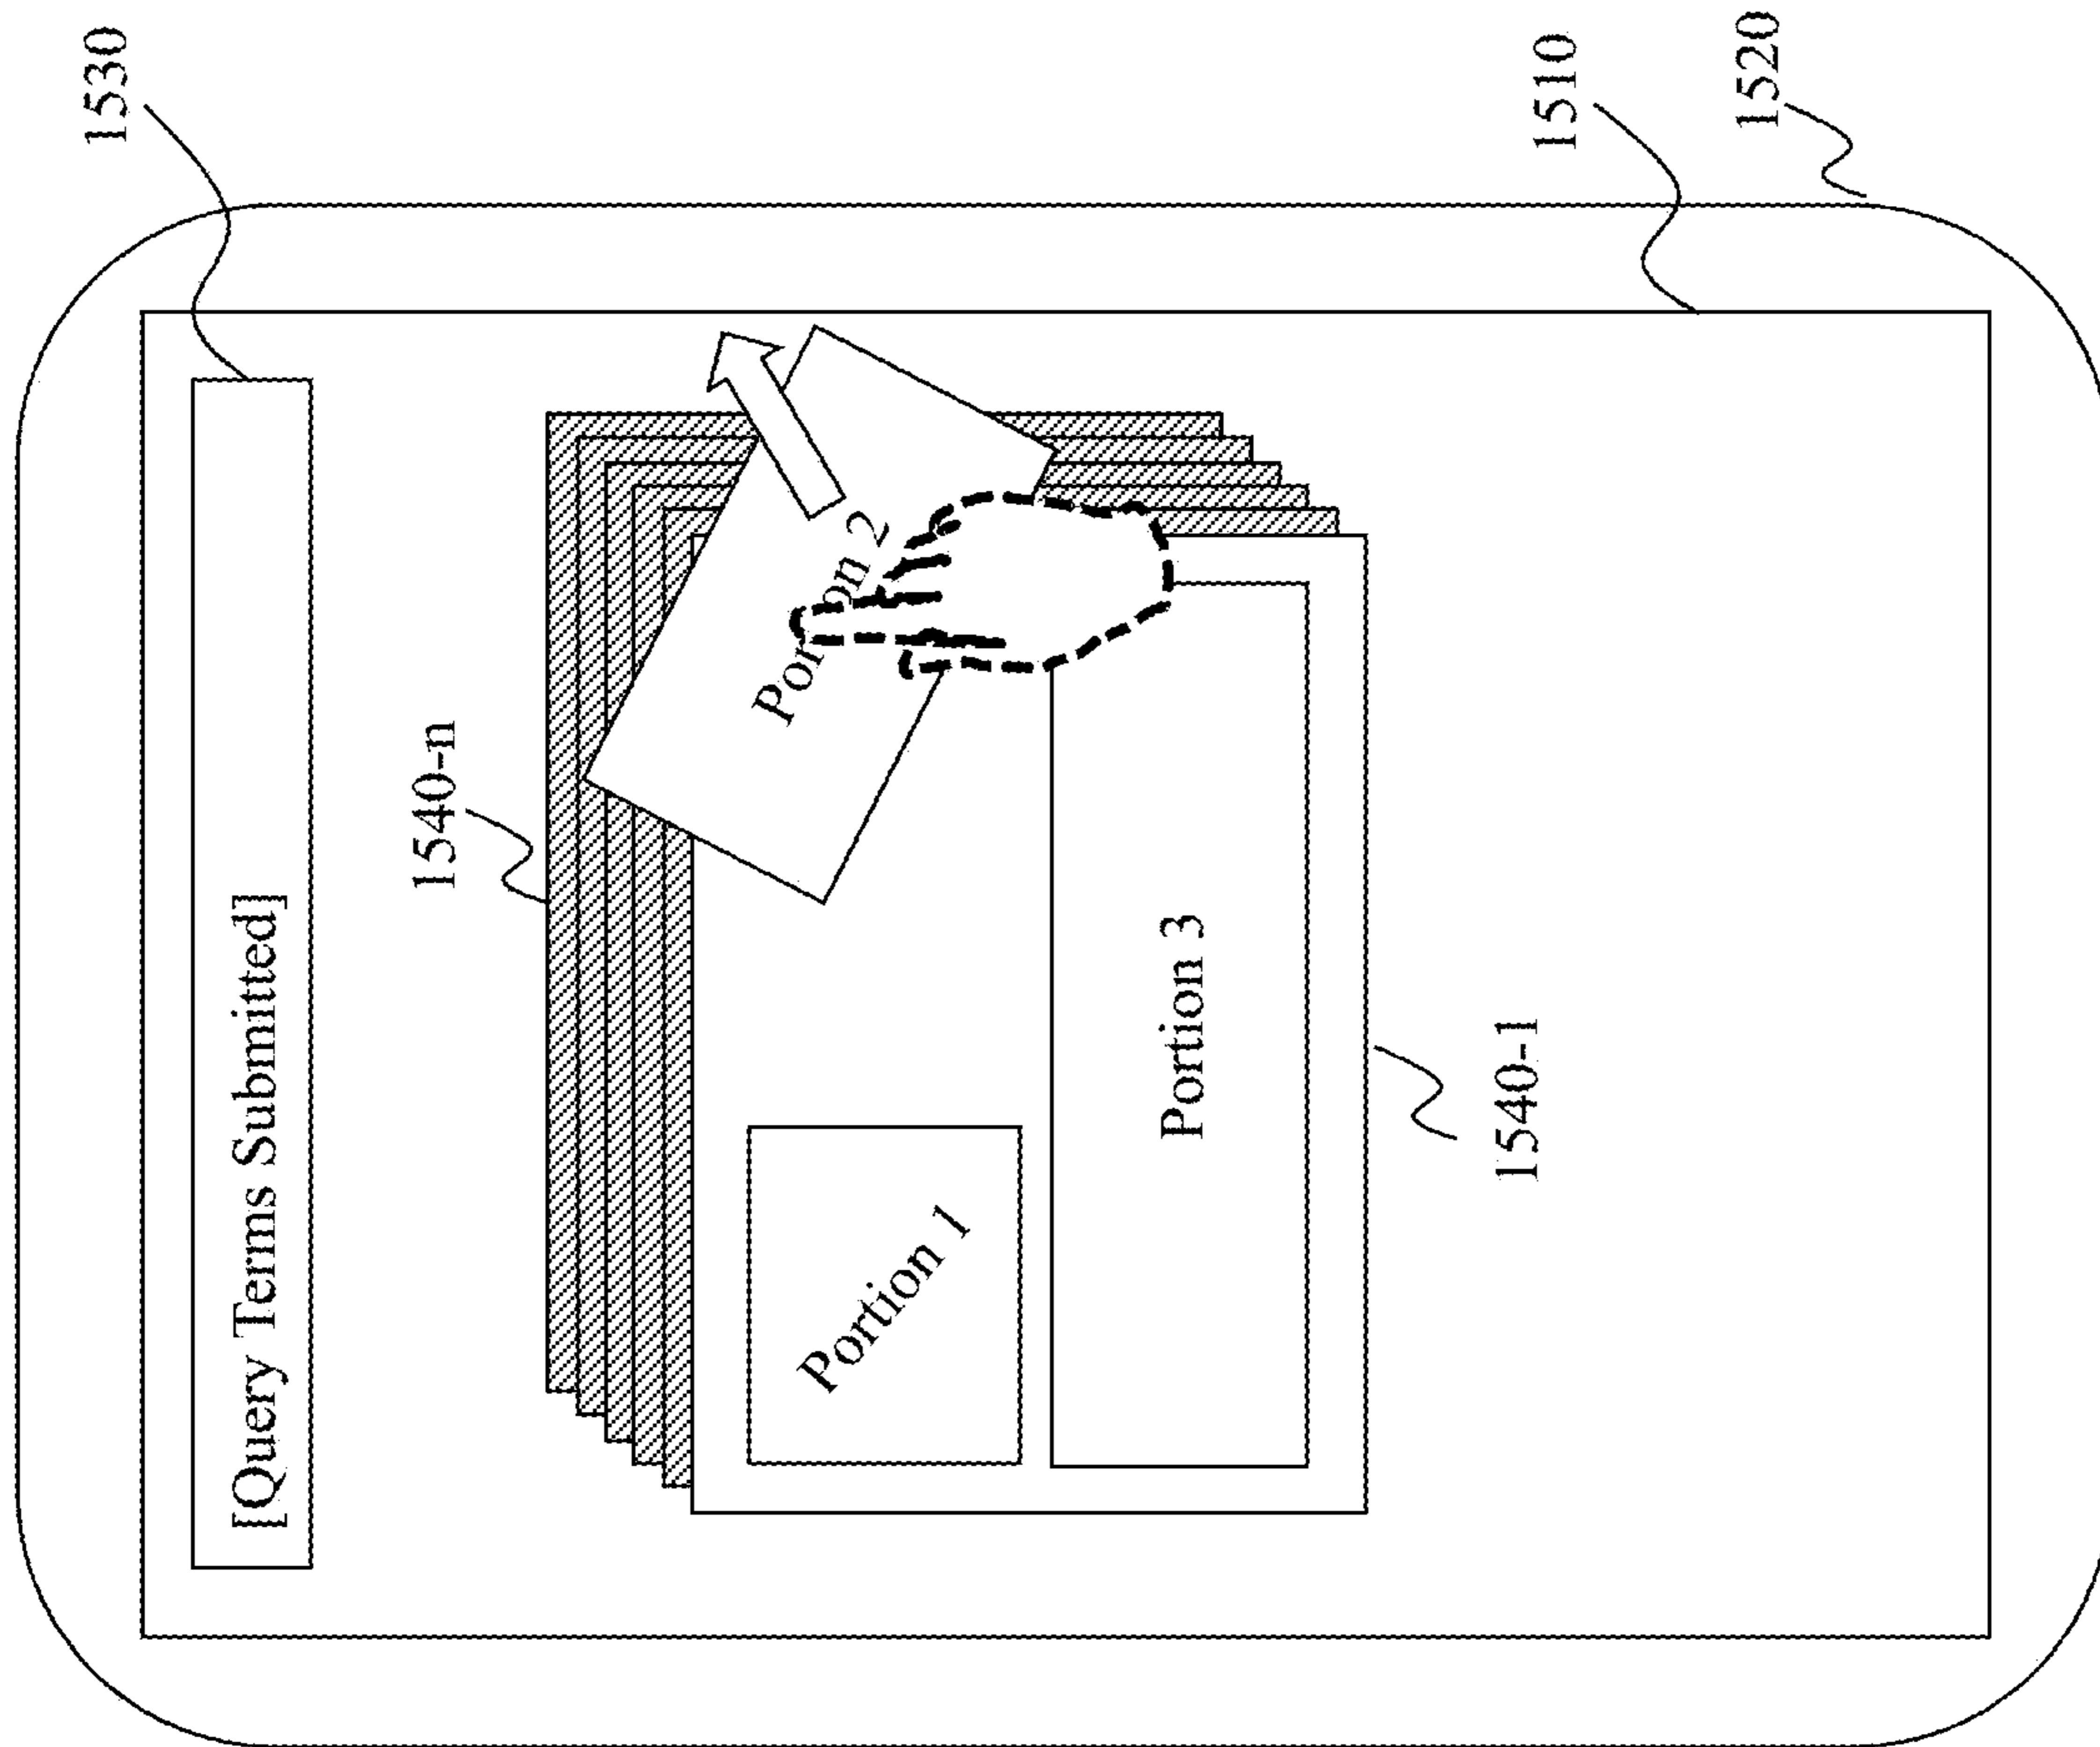 1530
[Query Terms Submitted]
1540-n
Portion 1
Portion 2
Portion 3
1540-1
1510
1520